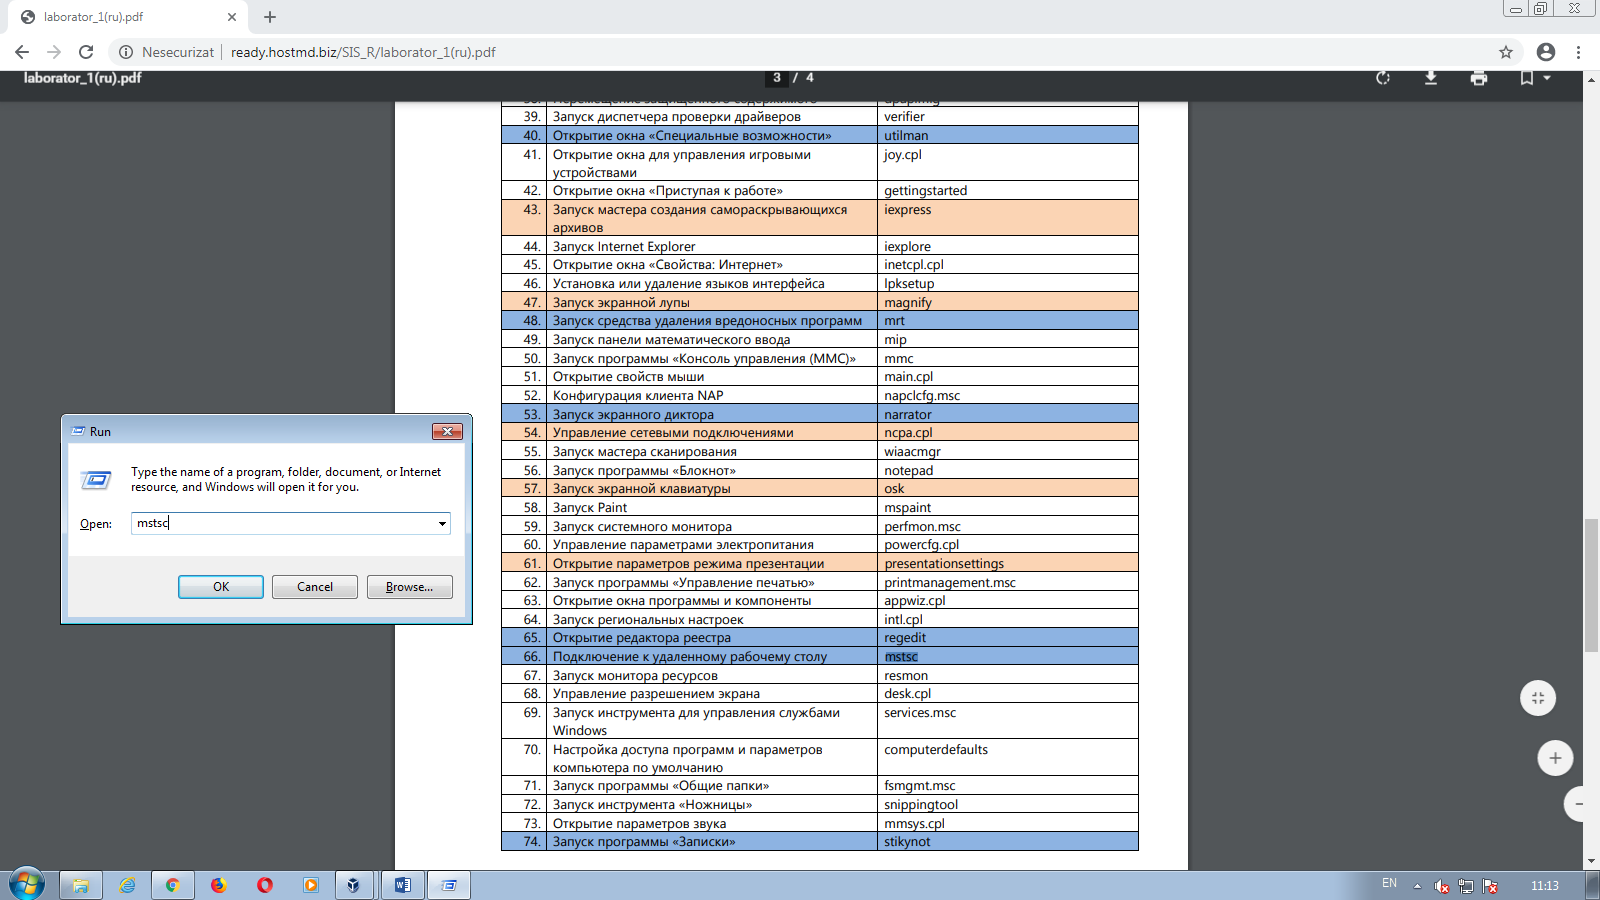 laborator_1(ru).pdf
Nesecurizat
ready.hostmd.biz/SIS_R/laborator_1(ru).pdf
laborator_1(ru).pdf
3 / 4
39. Запуск диспетчера проверки драйверов verifier
40. Открытие окна «Специальные возможности» utilman
41. Открытие окна для управления игровыми joy.cpl
устройствами
42. Открытие окна «Приступая к работе» gettingstarted
43. Запуск мастера создания самораскрывающихся iexpress
архивов
44. Запуск Internet Explorer iexplore
45. Открытие окна «Свойства: Интернет» inetcpl.cpl
46. Установка или удаление языков интерфейса lpksetup
47. Запуск экранной лупы magnify
48. Запуск средства удаления вредоносных программ mrt
49. Запуск панели математического ввода mip
50. Запуск программы «Консоль управления (ММС)» mmc
51. Открытие свойств мыши main.cpl
52. Конфигурация клиента NAP napclcfg.msc
53. Запуск экранного диктора narrator
54. Управление сетевыми подключениями ncpa.cpl
55. Запуск мастера сканирования wiaacmgr
56. Запуск программы «Блокнот» notepad
57. Запуск экранной клавиатуры osk
58. Запуск Paint mspaint
59. Запуск системного монитора perfmon.msc
60. Управление параметрами электропитания powercfg.cpl
61. Открытие параметров режима презентации presentationsettings
62. Запуск программы «Управление печатью» printmanagement.msc
63. Открытие окна программы и компоненты appwiz.cpl
64. Запуск региональных настроек intl.cpl
65. Открытие редактора реестра regedit
66. Подключение к удаленному рабочему столу mstsc
67. Запуск монитора ресурсов resmon
68. Управление разрешением экрана desk.cpl
69. Запуск инструмента для управления службами services.msc
Windows
70. Настройка доступа программ и параметров computerdefaults
компьютера по умолчанию
71. Запуск программы «Общие папки» fsmgmt.msc
72. Запуск инструмента «Ножницы» snippingtool
73. Открытие параметров звука mmsys.cpl
74. Запуск программы «Записки» stikynot
Run
Type the name of a program, folder, document, or Internet
resource, and Windows will open it for you.
Open: mstsc
OK Cancel Browse...
EN 11:13